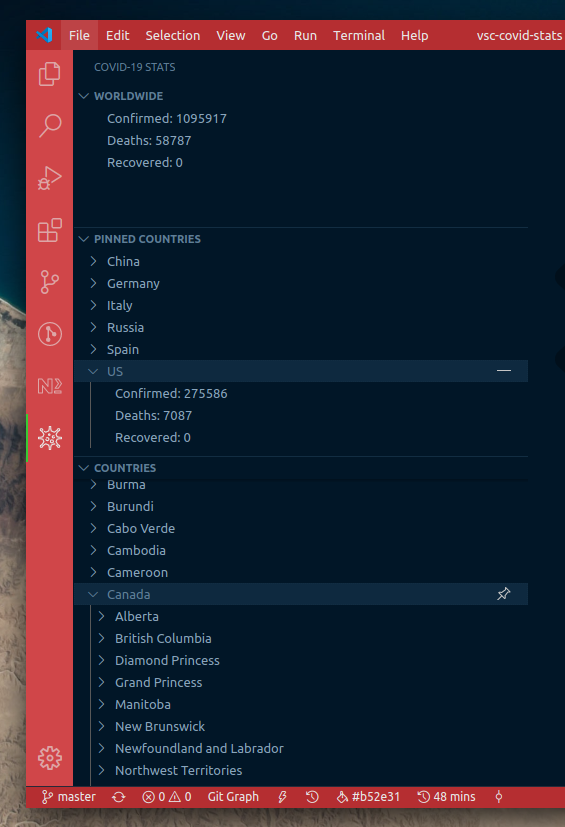 File Edit Selection View Go Run Terminal Help vsc-covid-stats
COVID-19 STATS
WORLDWIDE
Confirmed: 1095917
Deaths: 58787
Recovered: 0
PINNED COUNTRIES
China
Germany
Italy
Russia
Spain
US
Confirmed: 275586
Deaths: 7087
Recovered: 0
COUNTRIES
Burma
Burundi
Cabo Verde
Cambodia
Cameroon
Canada
Alberta
British Columbia
Diamond Princess
Grand Princess
Manitoba
New Brunswick
Newfoundland and Labrador
Northwest Territories
master 0 0 Git Graph #b52e31 48 mins